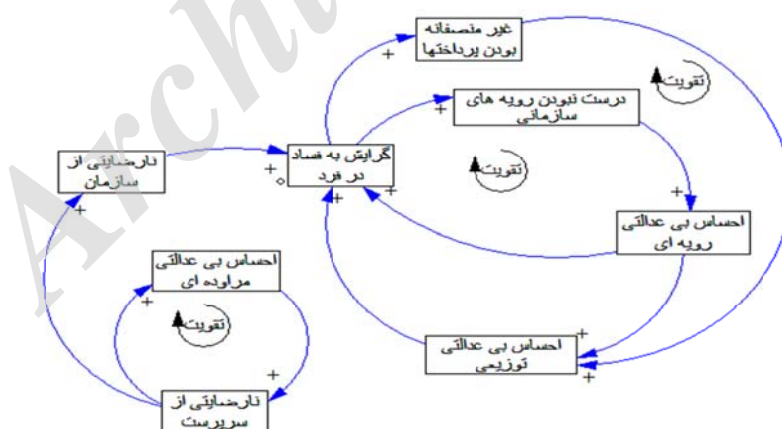 غیر منصفانه
بودن پرداختها
تقویت
درست نبودن رویه های
سازمانی
گرایش به فساد
در فرد
نارضایتی از
سازمان
تقویت
احساس بی عدالتی
رویه ای
احساس بی عدالتی
مراوده ای
تقویت
احساس بی عدالتی
توزیعی
نارضایتی از
سرپرست
+
+
+
+
+
+
+
+
+
+
+
Archi